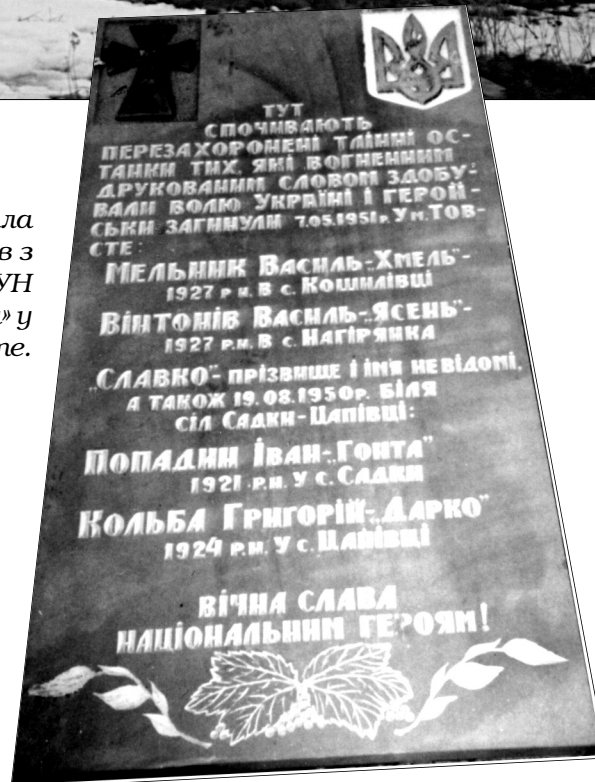 ла
в з
УН
» у
те.
ТУТ
СПОЧИВАЮТЬ
ПЕРЕЗАХОРОНЕНІ ТЛІННІ ОС-
ТАНКИ ТИХ, ЯКІ ВОГНЕННИМ
ДРУКОВАНИМ СЛОВОМ ЗДОБУ-
ВАЛИ ВОЛЮ УКРАЇНІ І ГЕРОЙ-
СЬКИ ЗАГИНУЛИ 7.05.1951р. У м. ТОВ-
СТЕ:
МЕЛЬНИК ВАСИЛЬ-„ХМЕЛЬ"-
1927 р н. В с. КОШИЛІВЦІ
ВІНТОНІВ ВАСИЛЬ-„ЯСЕНЬ"-
1927 р.н. В с. НАГІРЯНКА
„СЛАВКО"- ПРІЗВИЩЕ І ІМ'Я НЕВІДОМІ,
А ТАКОЖ 19.08.1950р. БІЛЯ
СІЛ САДКИ-ЦАПІВЦІ:
ПОПАДИН ІВАН-„ГОНТА"
1921 .Р.Н. У с. САДКИ
КОЛЬБА ГРИГОРІЙ-„ДАРКО"
1924 Р.Н. У с. ЦАПІВЦІ
ВІЧНА СЛАВА
НАЦІОНАЛЬНИМ ГЕРОЯМ!